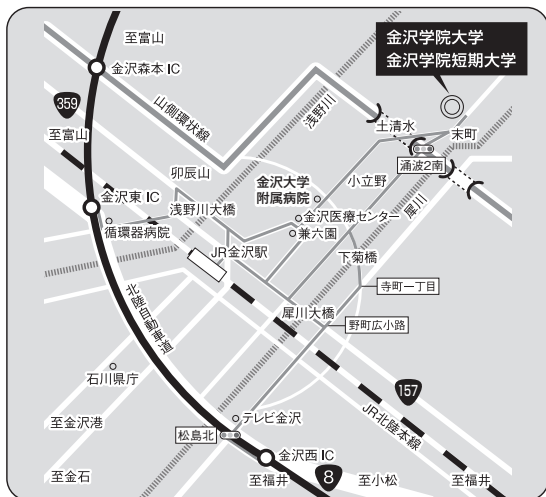 至富山
金沢森本IC
359
至富山
山側環状線
浅野川
金沢学院大学
金沢学院短期大学
土清水
末町
涌波2南
卯辰山
金沢大学
附属病院
小立野
犀川
金沢東IC
浅野川大橋
金沢医療センター
循環器病院
兼六園
JR金沢駅
下菊橋
寺町一丁目
北陸自動車道
犀川大橋
野町広小路
石川県庁
157
JR北陸本線
至金沢港
テレビ金沢
松島北
金沢西IC
至金石
至福井
8
至小松
至福井